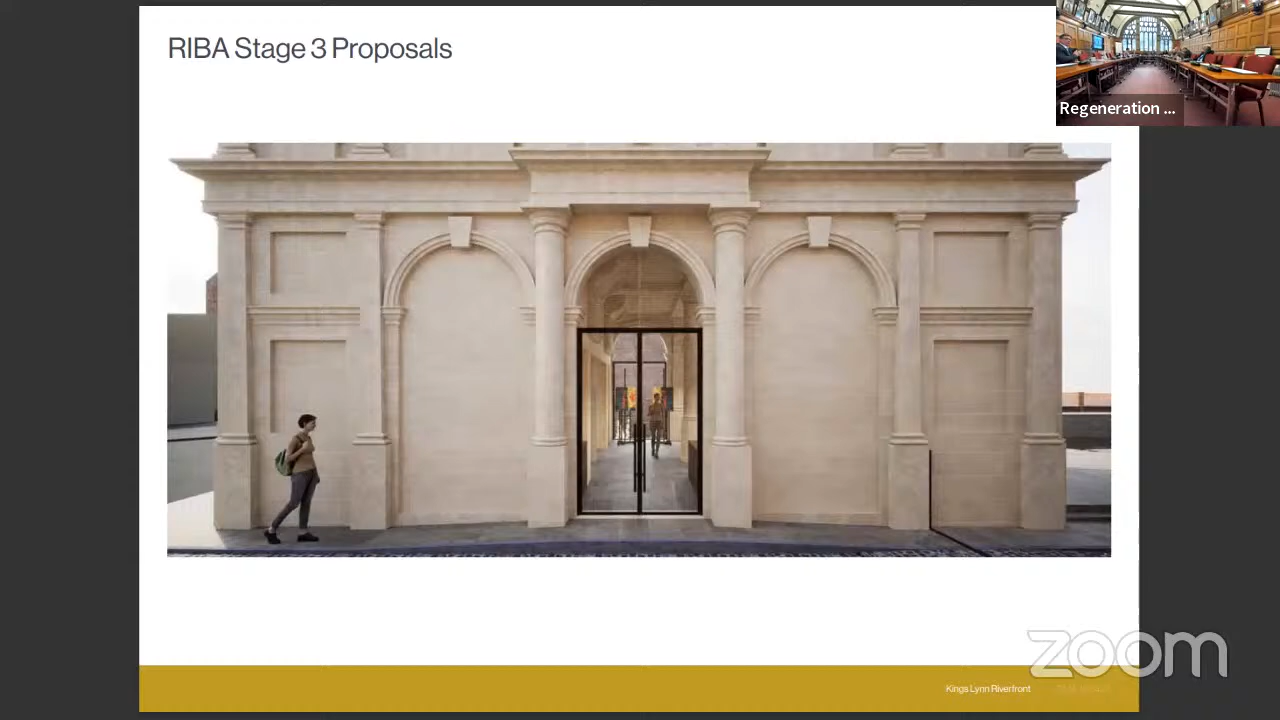 RIBA Stage 3 Proposals
Regeneration ...
zoom
Kings Lynn Riverfront